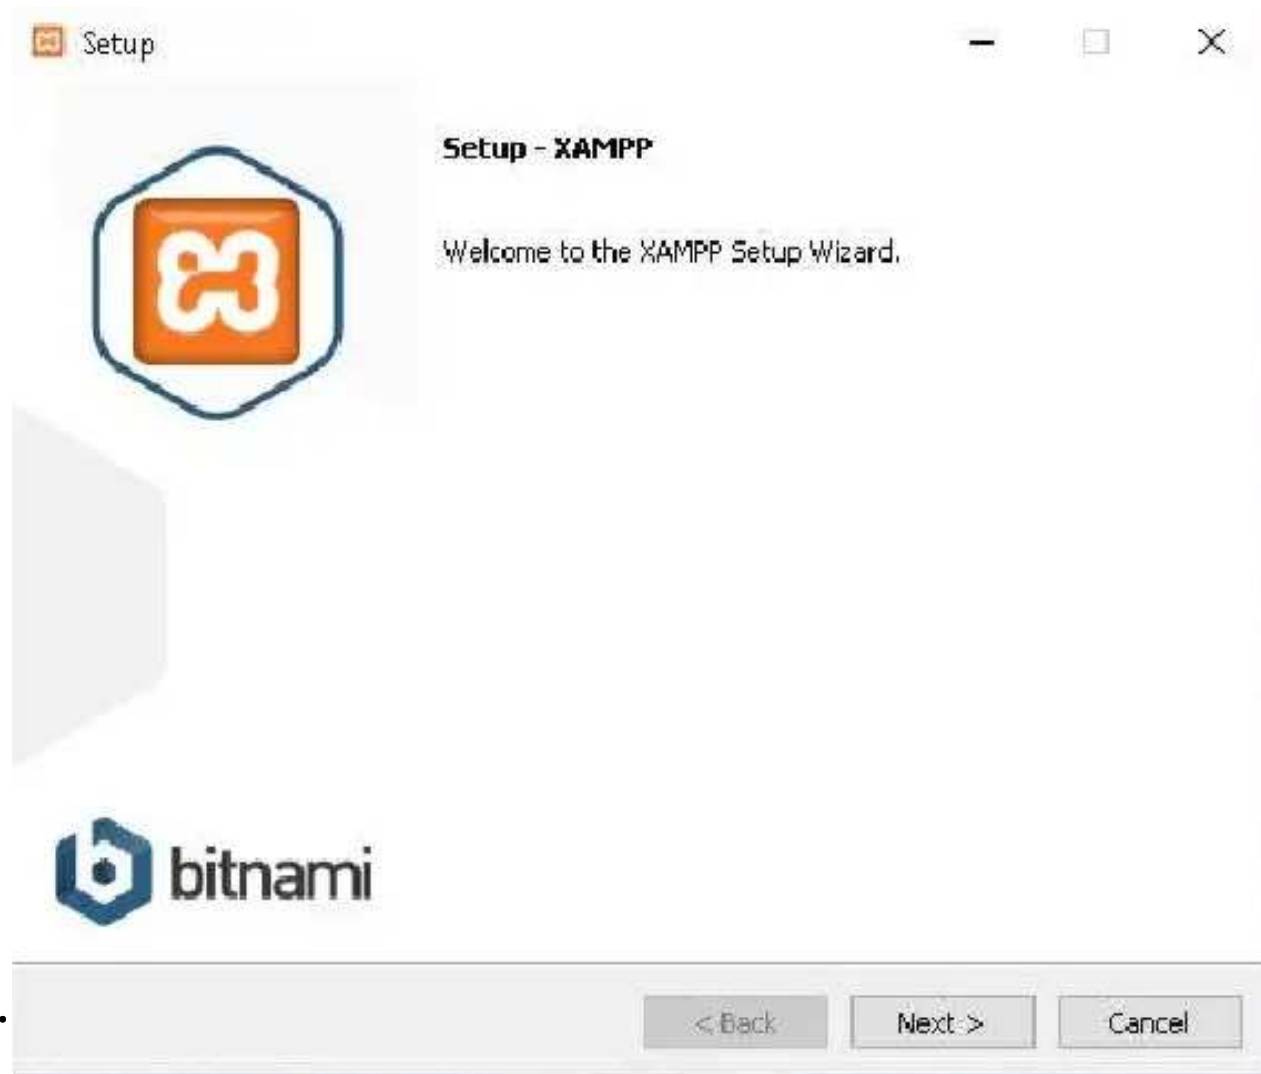 Setup
Setup - XAMPP
Welcome to the XAMPP Setup Wizard.
bitnami
< Back
Next >
Cancel